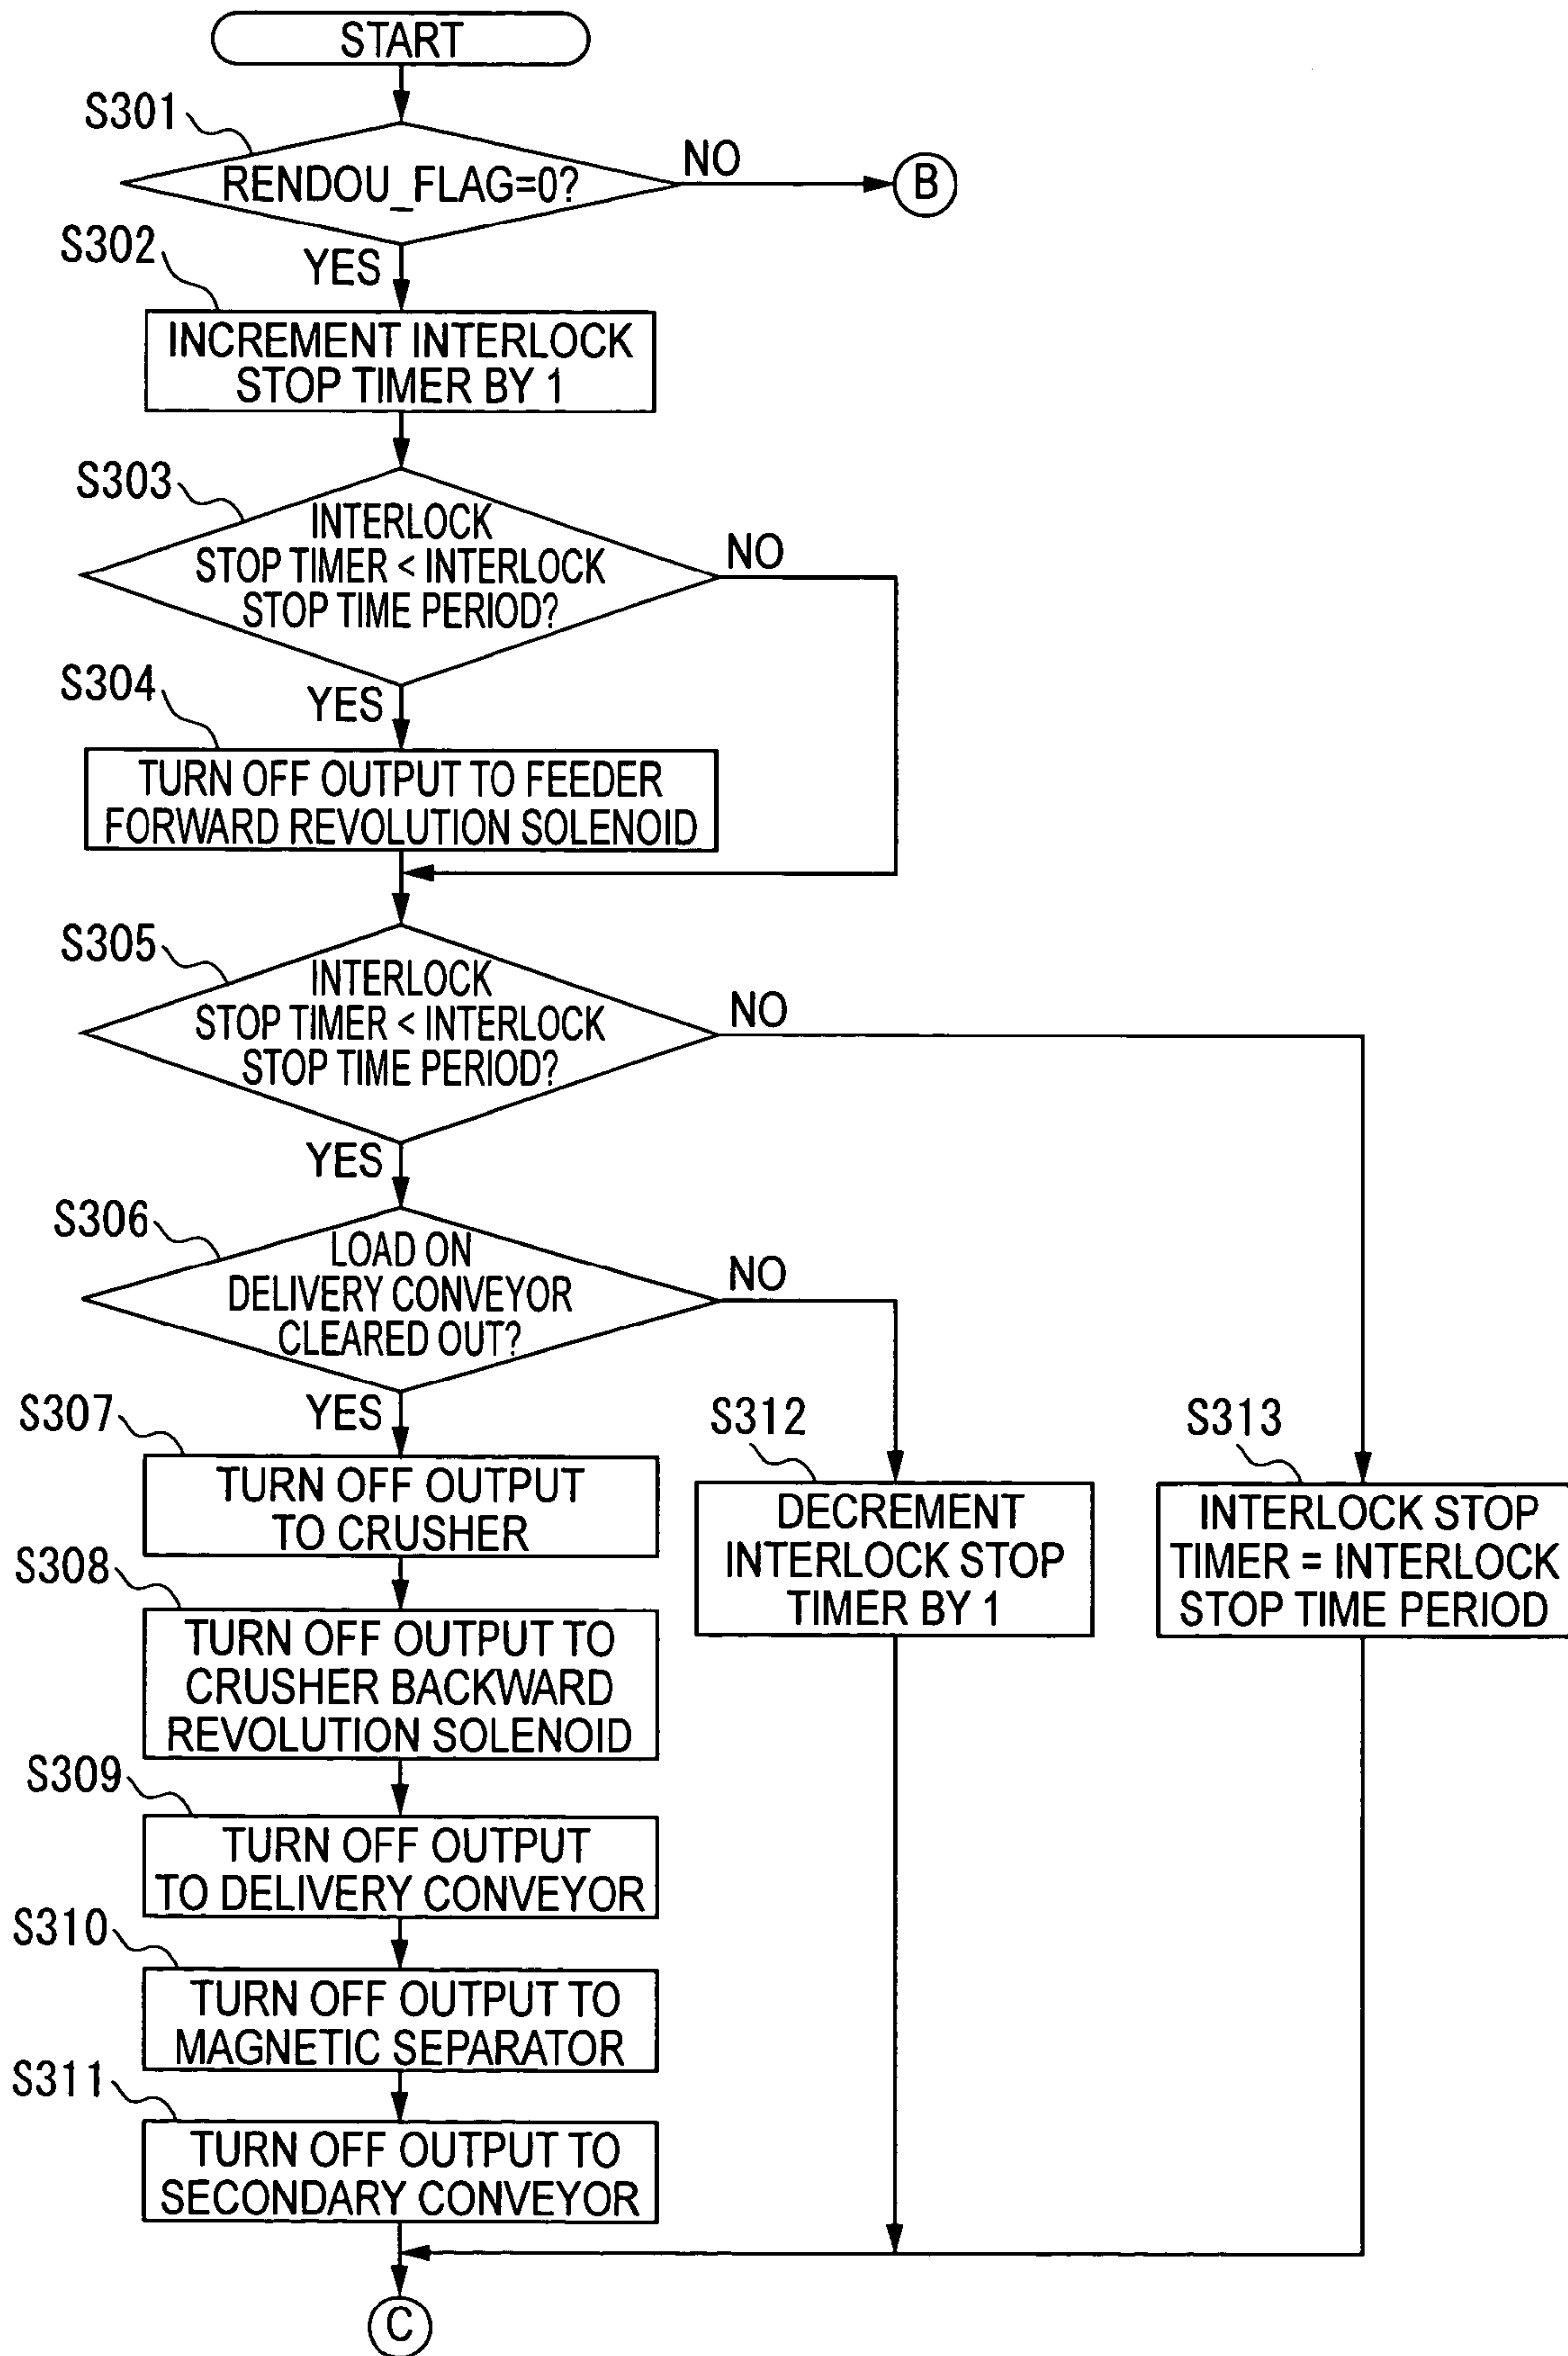 START
S301
RENDOU_FLAG=0?
NO
B
S302
YES
INCREMENT INTERLOCK
STOP TIMER BY 1
S303
INTERLOCK
STOP TIMER < INTERLOCK
STOP TIME PERIOD?
NO
S304
YES
TURN OFF OUTPUT TO FEEDER
FORWARD REVOLUTION SOLENOID
S305
INTERLOCK
STOP TIMER < INTERLOCK
STOP TIME PERIOD?
NO
YES
S306
LOAD ON
DELIVERY CONVEYOR
CLEARED OUT?
NO
S307
YES
TURN OFF OUTPUT
TO CRUSHER
S312
DECREMENT
INTERLOCK STOP
TIMER BY 1
S313
INTERLOCK STOP
TIMER = INTERLOCK
STOP TIME PERIOD
S308
TURN OFF OUTPUT TO
CRUSHER BACKWARD
REVOLUTION SOLENOID
S309
TURN OFF OUTPUT
TO DELIVERY CONVEYOR
S310
TURN OFF OUTPUT TO
MAGNETIC SEPARATOR
S311
TURN OFF OUTPUT TO
SECONDARY CONVEYOR
C